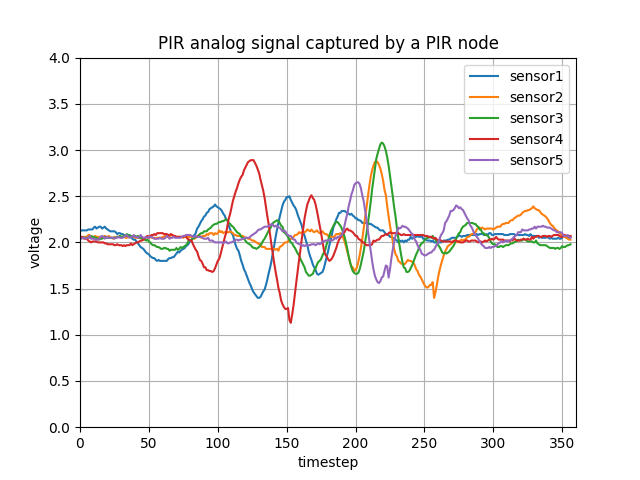 PIR analog signal captured by a PIR node
4.0
3.5
3.0
2.5
2.0
1.5
1.0
0.5
0.0
voltage
sensor1
sensor2
sensor3
sensor4
sensor5
0 50 100 150 200 250 300 350
timestep